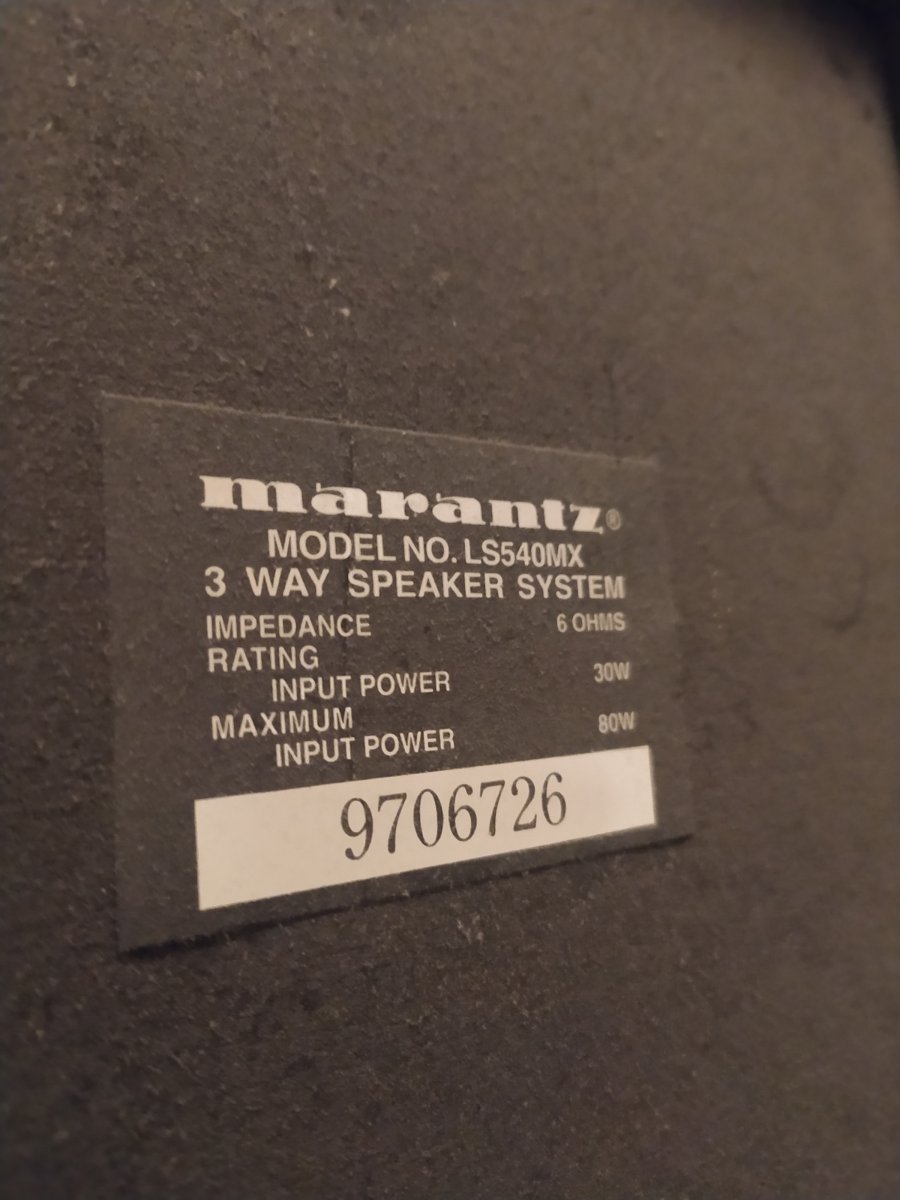 marantz®
MODEL NO. LS540MX
3 WAY SPEAKER SYSTEM
IMPEDANCE 6 OHMS
RATING
INPUT POWER 30W
MAXIMUM
INPUT POWER 80W
9706726